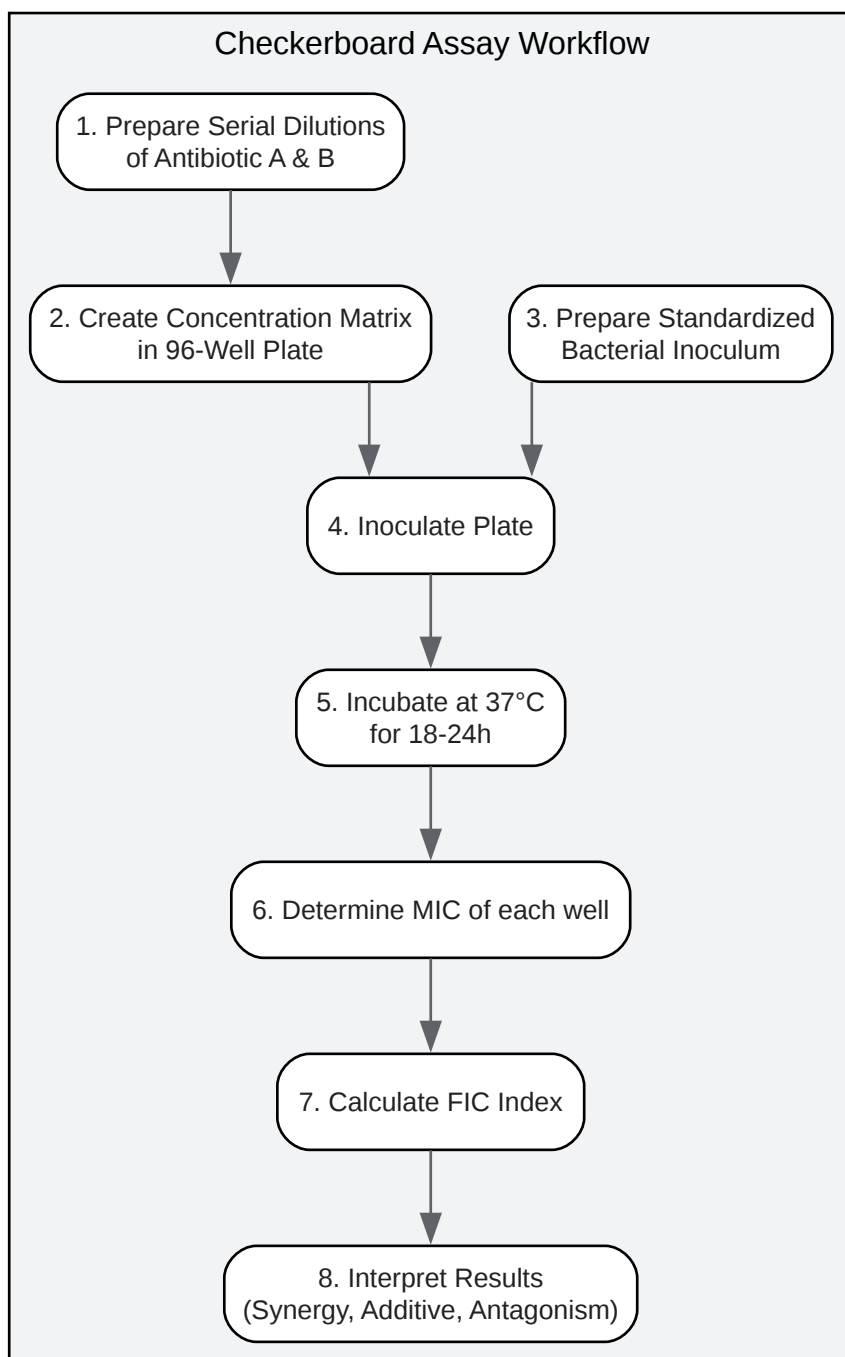 Checkerboard Assay Workflow
1. Prepare Serial Dilutions
of Antibiotic A & B
2. Create Concentration Matrix
in 96-Well Plate
3. Prepare Standardized
Bacterial Inoculum
4. Inoculate Plate
5. Incubate at 37°C
for 18-24h
6. Determine MIC of each well
7. Calculate FIC Index
8. Interpret Results
(Synergy, Additive, Antagonism)